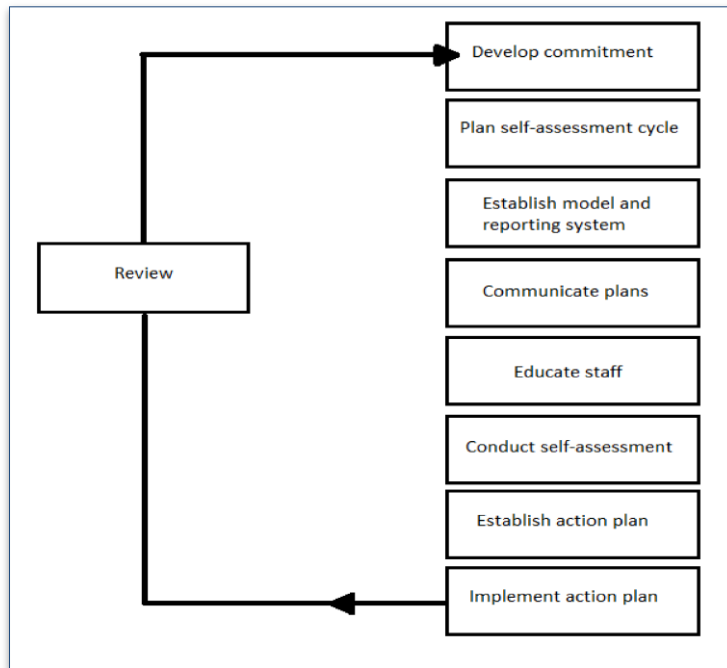 Develop commitment
Plan self-assessment cycle
Establish model and
reporting system
Review
Communicate plans
Educate staff
Conduct self-assessment
Establish action plan
Implement action plan